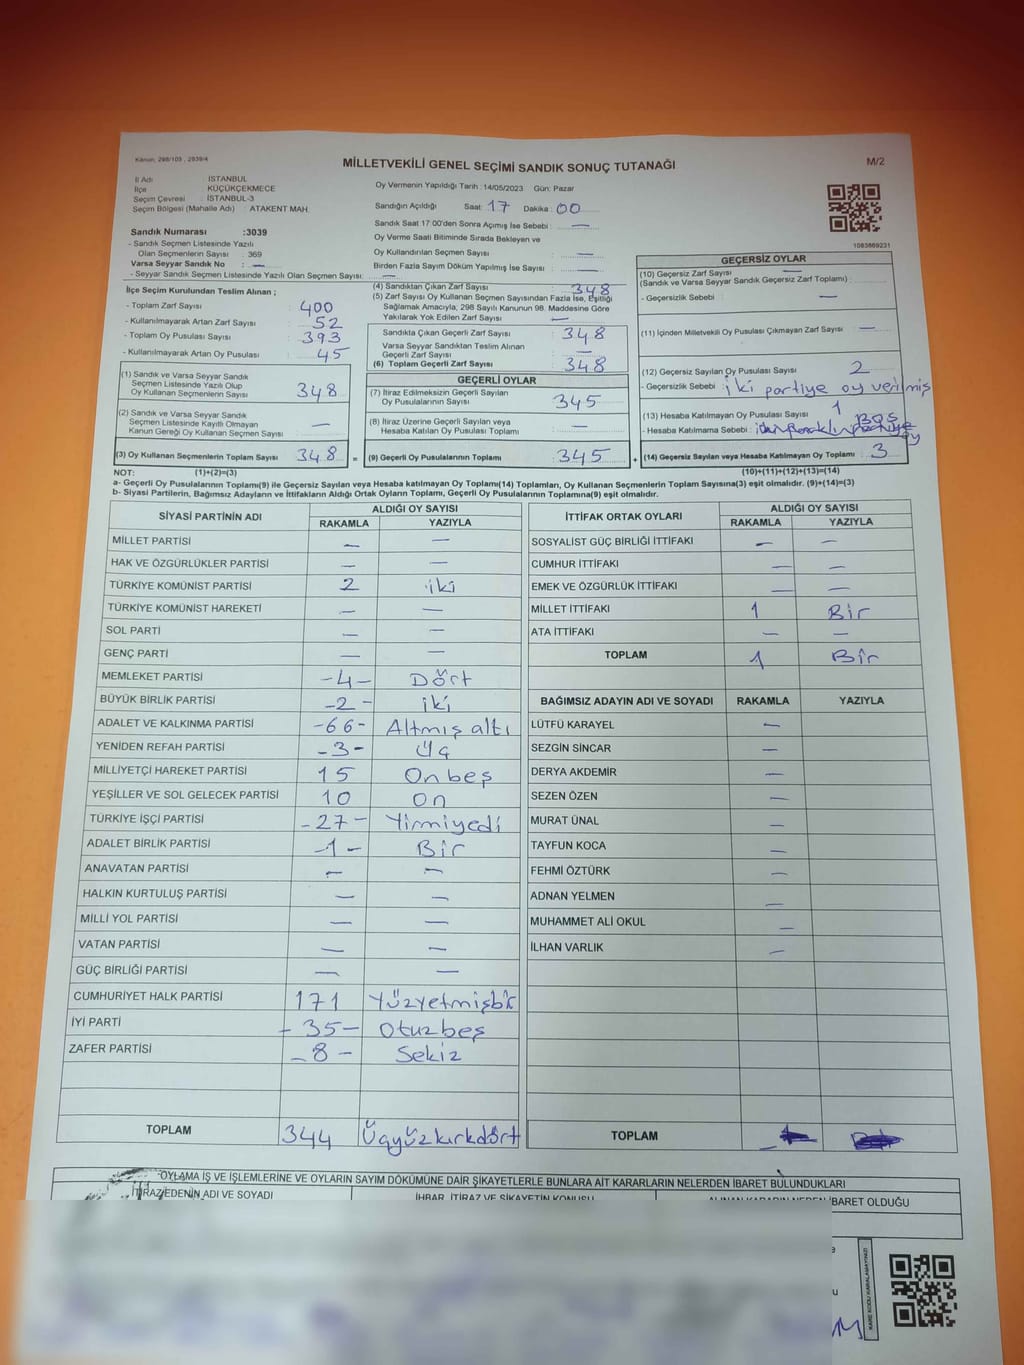 Kanun: 298/105 , 2839/4
MİLLETVEKİLİ GENEL SEÇİMİ SANDIK SONUÇ TUTANAĞI
M/2
İl Adı : İSTANBUL
İlçe : KÜÇÜKÇEKMECE
Seçim Çevresi : İSTANBUL-3
Seçim Bölgesi (Mahalle Adı) : ATAKENT MAH.
Sandık Numarası :3039
- Sandık Seçmen Listesinde Yazılı
Olan Seçmenlerin Sayısı : 369
Varsa Seyyar Sandık No : —
- Seyyar Sandık Seçmen Listesinde Yazılı Olan Seçmen Sayısı: —
Oy Vermenin Yapıldığı Tarih : 14/05/2023 Gün: Pazar
Sandığın Açıldığı Saat: 17 Dakika: 00
Sandık Saat 17:00'den Sonra Açımış İse Sebebi : —
Oy Verme Saati Bitiminde Sırada Bekleyen ve
Oy Kullandırılan Seçmen Sayısı : —
Birden Fazla Sayım Döküm Yapılmış İse Sayısı : —
1083869231
İlçe Seçim Kurulundan Teslim Alınan ;
- Toplam Zarf Sayısı : 400
- Kullanılmayarak Artan Zarf Sayısı : 52
- Toplam Oy Pusulası Sayısı : 393
- Kullanılmayarak Artan Oy Pusulası : 45
(1) Sandık ve Varsa Seyyar Sandık
Seçmen Listesinde Yazılı Olup
Oy Kullanan Seçmenlerin Sayısı : 348
(2) Sandık ve Varsa Seyyar Sandık
Seçmen Listesinde Kayıtlı Olmayan
Kanun Gereği Oy Kullanan Seçmen Sayısı : —
(3) Oy Kullanan Seçmenlerin Toplam Sayısı : 348 =
(4) Sandıktan Çıkan Zarf Sayısı : 348
(5) Zarf Sayısı Oy Kullanan Seçmen Sayısından Fazla İse, Eşitliği
Sağlamak Amacıyla; 298 Sayılı Kanunun 98. Maddesine Göre
Yakılarak Yok Edilen Zarf Sayısı : —
Sandıkta Çıkan Geçerli Zarf Sayısı : 348
Varsa Seyyar Sandıktan Teslim Alınan
Geçerli Zarf Sayısı : —
(6) Toplam Geçerli Zarf Sayısı : 348
GEÇERLİ OYLAR
(7) İtiraz Edilmeksizin Geçerli Sayılan
Oy Pusulalarının Sayısı : 345
(8) İtiraz Üzerine Geçerli Sayılan veya
Hesaba Katılan Oy Pusulası Toplamı : —
(9) Geçerli Oy Pusulalarının Toplamı : 345 +
GEÇERSİZ OYLAR
(10) Geçersiz Zarf Sayısı —
(Sandık ve Varsa Seyyar Sandık Geçersiz Zarf Toplamı) :
- Geçersizlik Sebebi : —
(11) İçinden Milletvekili Oy Pusulası Çıkmayan Zarf Sayısı : —
(12) Geçersiz Sayılan Oy Pusulası Sayısı : 2
- Geçersizlik Sebebi : iki partiye oy verilmiş
(13) Hesaba Katılmayan Oy Pusulası Sayısı : 1
- Hesaba Katılmama Sebebi : Boş oy
(14) Geçersiz Sayılan veya Hesaba Katılmayan Oy Toplamı : 3
NOT: (1)+(2)=(3) (10)+(11)+(12)+(13)=(14)
a- Geçerli Oy Pusulalarının Toplamı(9) ile Geçersiz Sayılan veya Hesaba katılmayan Oy Toplamı(14) Toplamları, Oy Kullanan Seçmenlerin Toplam Sayısına(3) eşit olmalıdır. (9)+(14)=(3)
b- Siyasi Partilerin, Bağımsız Adayların ve İttifakların Aldığı Ortak Oyların Toplamı, Geçerli Oy Pusulalarının Toplamına(9) eşit olmalıdır.
SİYASİ PARTİNİN ADI ALDIĞI OY SAYISI
RAKAMLA YAZIYLA
MİLLET PARTİSİ — —
HAK VE ÖZGÜRLÜKLER PARTİSİ — —
TÜRKİYE KOMÜNİST PARTİSİ 2 iki
TÜRKİYE KOMÜNİST HAREKETİ — —
SOL PARTİ — —
GENÇ PARTİ — —
MEMLEKET PARTİSİ -4- Dört
BÜYÜK BİRLİK PARTİSİ -2- iki
ADALET VE KALKINMA PARTİSİ -66- Altmış altı
YENİDEN REFAH PARTİSİ -3- Üç
MİLLİYETÇİ HAREKET PARTİSİ 15 On beş
YEŞİLLER VE SOL GELECEK PARTİSİ 10 On
TÜRKİYE İŞÇİ PARTİSİ -27- Yirmiyedi
ADALET BİRLİK PARTİSİ -1- Bir
ANAVATAN PARTİSİ — —
HALKIN KURTULUŞ PARTİSİ — —
MİLLİ YOL PARTİSİ — —
VATAN PARTİSİ — —
GÜÇ BİRLİĞİ PARTİSİ — —
CUMHURİYET HALK PARTİSİ 171 Yüzyetmişbir
İYİ PARTİ -35- Otuzbeş
ZAFER PARTİSİ -8- Sekiz
TOPLAM 344 Üçyüzkırkdört
İTTİFAK ORTAK OYLARI ALDIĞI OY SAYISI
RAKAMLA YAZIYLA
SOSYALİST GÜÇ BİRLİĞİ İTTİFAKI — —
CUMHUR İTTİFAKI — —
EMEK VE ÖZGÜRLÜK İTTİFAKI — —
MİLLET İTTİFAKI 1 Bir
ATA İTTİFAKI — —
TOPLAM 1 Bir
BAĞIMSIZ ADAYIN ADI VE SOYADI RAKAMLA YAZIYLA
LÜTFÜ KARAYEL —
SEZGİN SİNCAR —
DERYA AKDEMİR —
SEZEN ÖZEN —
MURAT ÜNAL —
TAYFUN KOCA —
FEHMİ ÖZTÜRK —
ADNAN YELMEN —
MUHAMMET ALİ OKUL —
İLHAN VARLIK —
TOPLAM
OYLAMA İŞ VE İŞLEMLERİNE VE OYLARIN SAYIM DÖKÜMÜNE DAİR ŞİKAYETLERLE BUNLARA AİT KARARLARIN NELERDEN İBARET BULUNDUKLARI
İTİRAZ EDENİN ADI VE SOYADI İHBAR, İTİRAZ VE ŞİKAYETİN KONUSU ALINAN KARARIN NEDEN İBARET OLDUĞU
KARE KODU KARALAMAYINIZ!